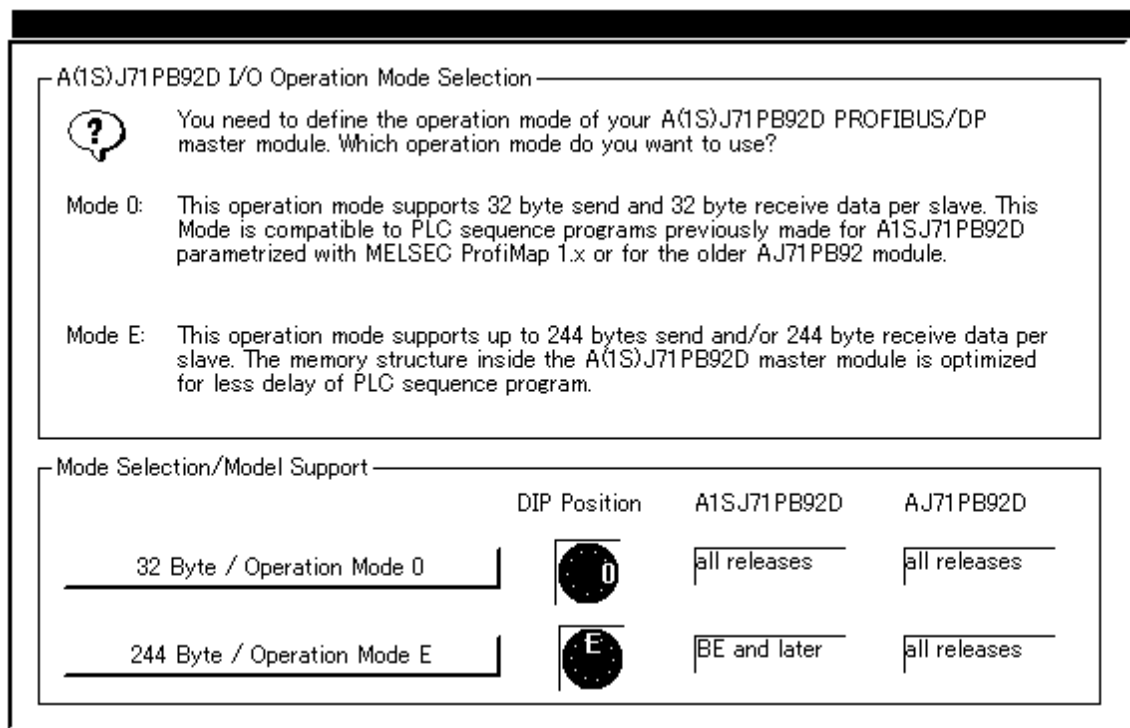 A(1S)J71PB92D I/O Operation Mode Selection
?
You need to define the operation mode of your A(1S)J71PB92D PROFIBUS/DP
master module. Which operation mode do you want to use?
Mode 0: This operation mode supports 32 byte send and 32 byte receive data per slave. This
Mode is compatible to PLC sequence programs previously made for A1SJ71PB92D
parametrized with MELSEC ProfiMap 1.x or for the older AJ71PB92 module.
Mode E: This operation mode supports up to 244 bytes send and/or 244 byte receive data per
slave. The memory structure inside the A(1S)J71PB92D master module is optimized
for less delay of PLC sequence program.
Mode Selection/Model Support
DIP Position A1SJ71PB92D AJ71PB92D
32 Byte / Operation Mode 0 0 all releases all releases
244 Byte / Operation Mode E E BE and later all releases